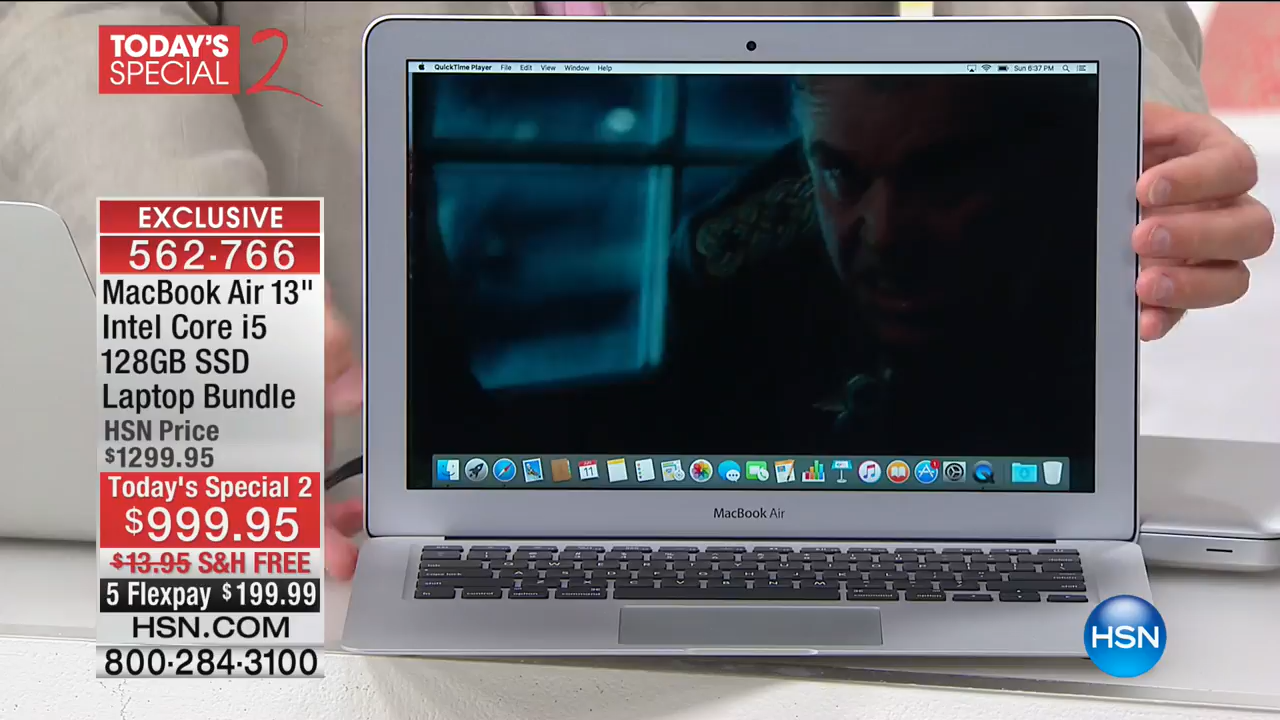 TODAY'S
SPECIAL 2
EXCLUSIVE
562·766
MacBook Air 13"
Intel Core i5
128GB SSD
Laptop Bundle
HSN Price
$1299.95
Today's Special 2
$999.95
$13.95 S&H FREE
5 Flexpay $199.99
HSN.COM
800·284·3100
QuickTime Player File Edit View Window Help
Sun 6:37 PM
MacBook Air
HSN